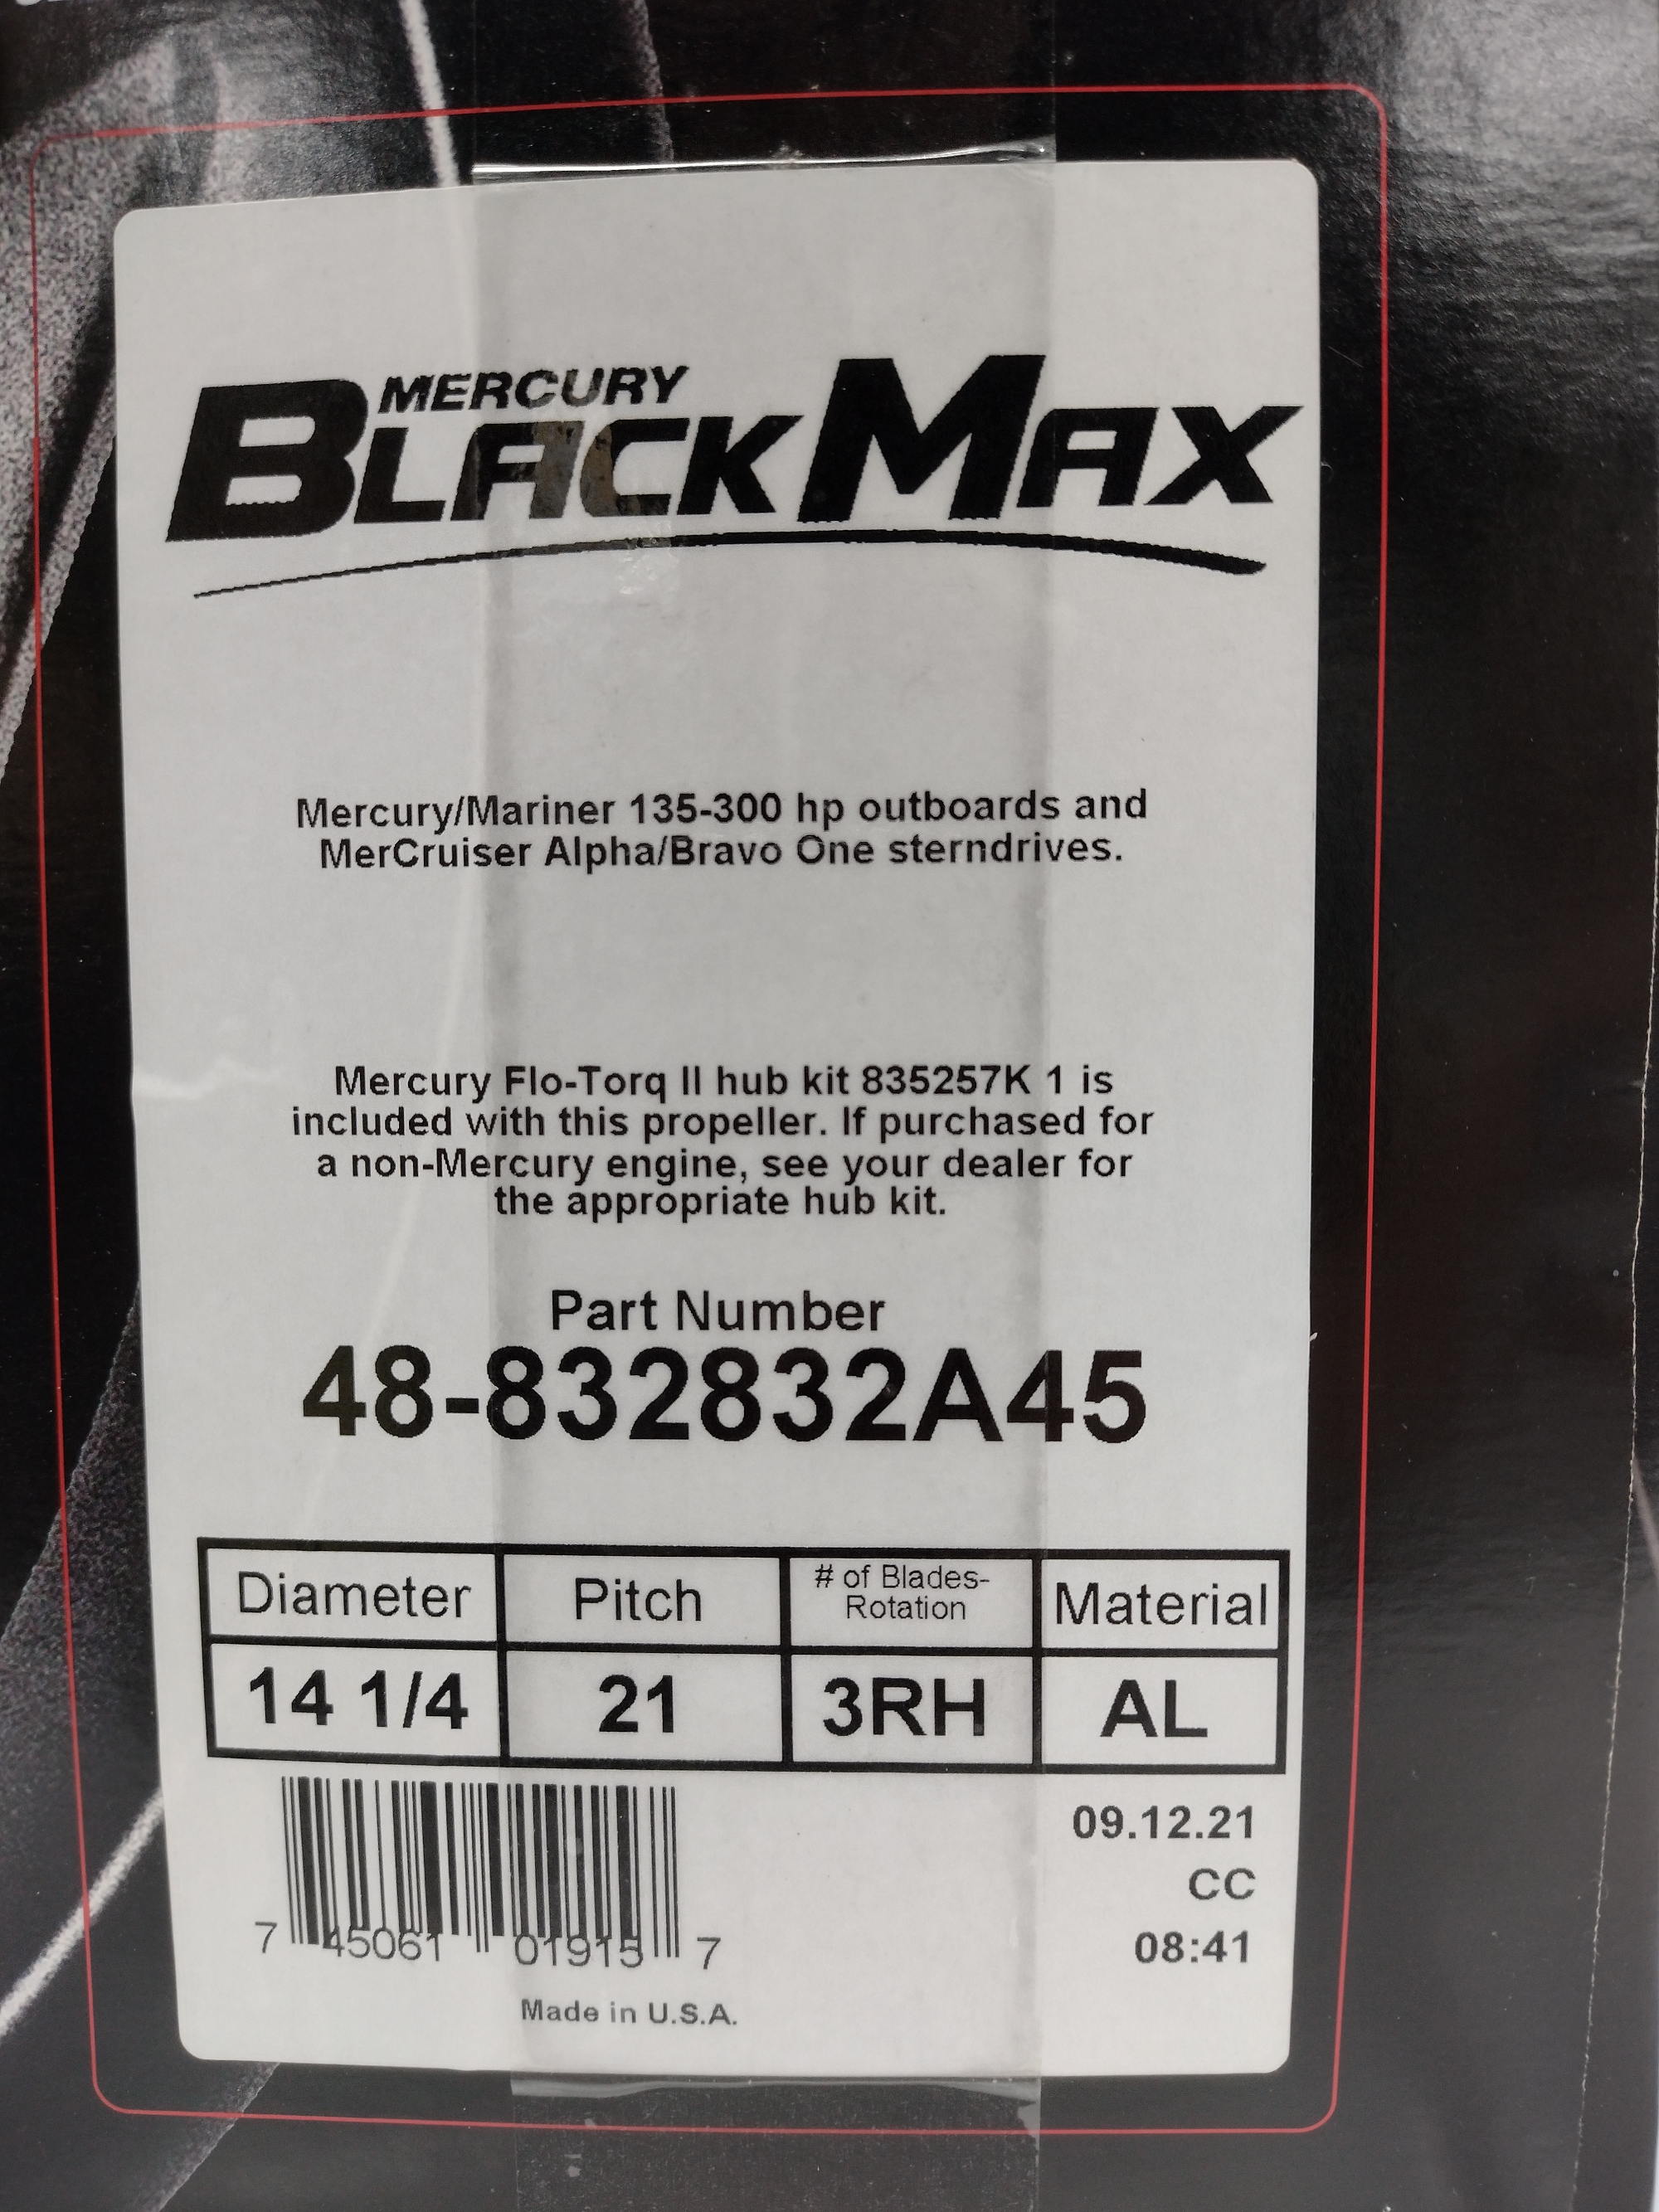 MERCURY
BLACKMAX
Mercury/Mariner 135-300 hp outboards and
MerCruiser Alpha/Bravo One sterndrives.
Mercury Flo-Torq II hub kit 835257K 1 is
included with this propeller. If purchased for
a non-Mercury engine, see your dealer for
the appropriate hub kit.
Part Number
48-832832A45
Diameter Pitch # of Blades- Material
Rotation
14 1/4 21 3RH AL
09.12.21
CC
08:41
7 45061 01915 7
Made in U.S.A.